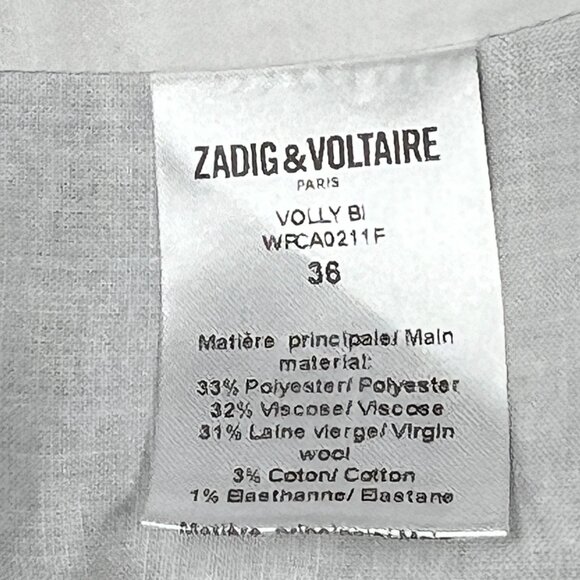 ZADIG & VOLTAIRE
PARIS
VOLLY BI
WPCA0211F
36
Matière principale/ Main
material:
33% Polyester/ Polyester
32% Viscose/ Viscose
31% Laine vierge/ Virgin
wool
3% Coton/ Cotton
1% Elasthanne/ Elastane